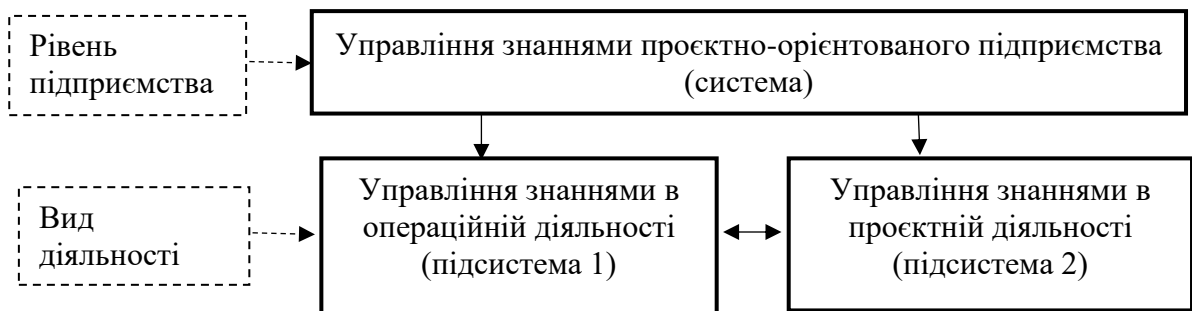 Рівень
підприємства
Управління знаннями проєктно-орієнтованого підприємства
(система)
Вид
діяльності
Управління знаннями в
операційній діяльності
(підсистема 1)
Управління знаннями в
проєктній діяльності
(підсистема 2)